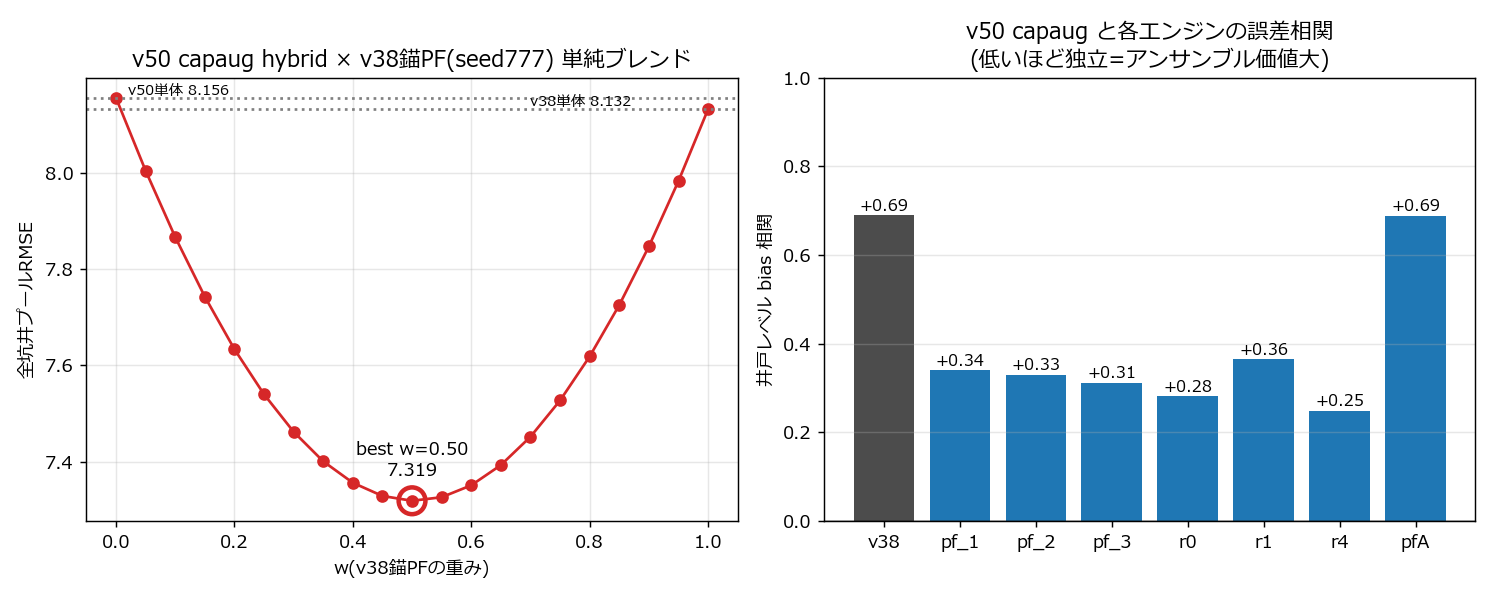 v50 capaug hybrid × v38錨PF(seed777) 単純ブレンド
v50単体 8.156
v38単体 8.132
全坑井プールRMSE
8.0
7.8
7.6
7.4
best w=0.50
7.319
0.0
0.2
0.4
0.6
0.8
1.0
w(v38錨PFの重み)
v50 capaug と各エンジンの誤差相関
(低いほど独立=アンサンブル価値大)
井戸レベル bias 相関
1.0
0.8
0.6
0.4
0.2
0.0
+0.69
+0.34
+0.33
+0.31
+0.28
+0.36
+0.25
+0.69
v38
pf_1
pf_2
pf_3
r0
r1
r4
pfA